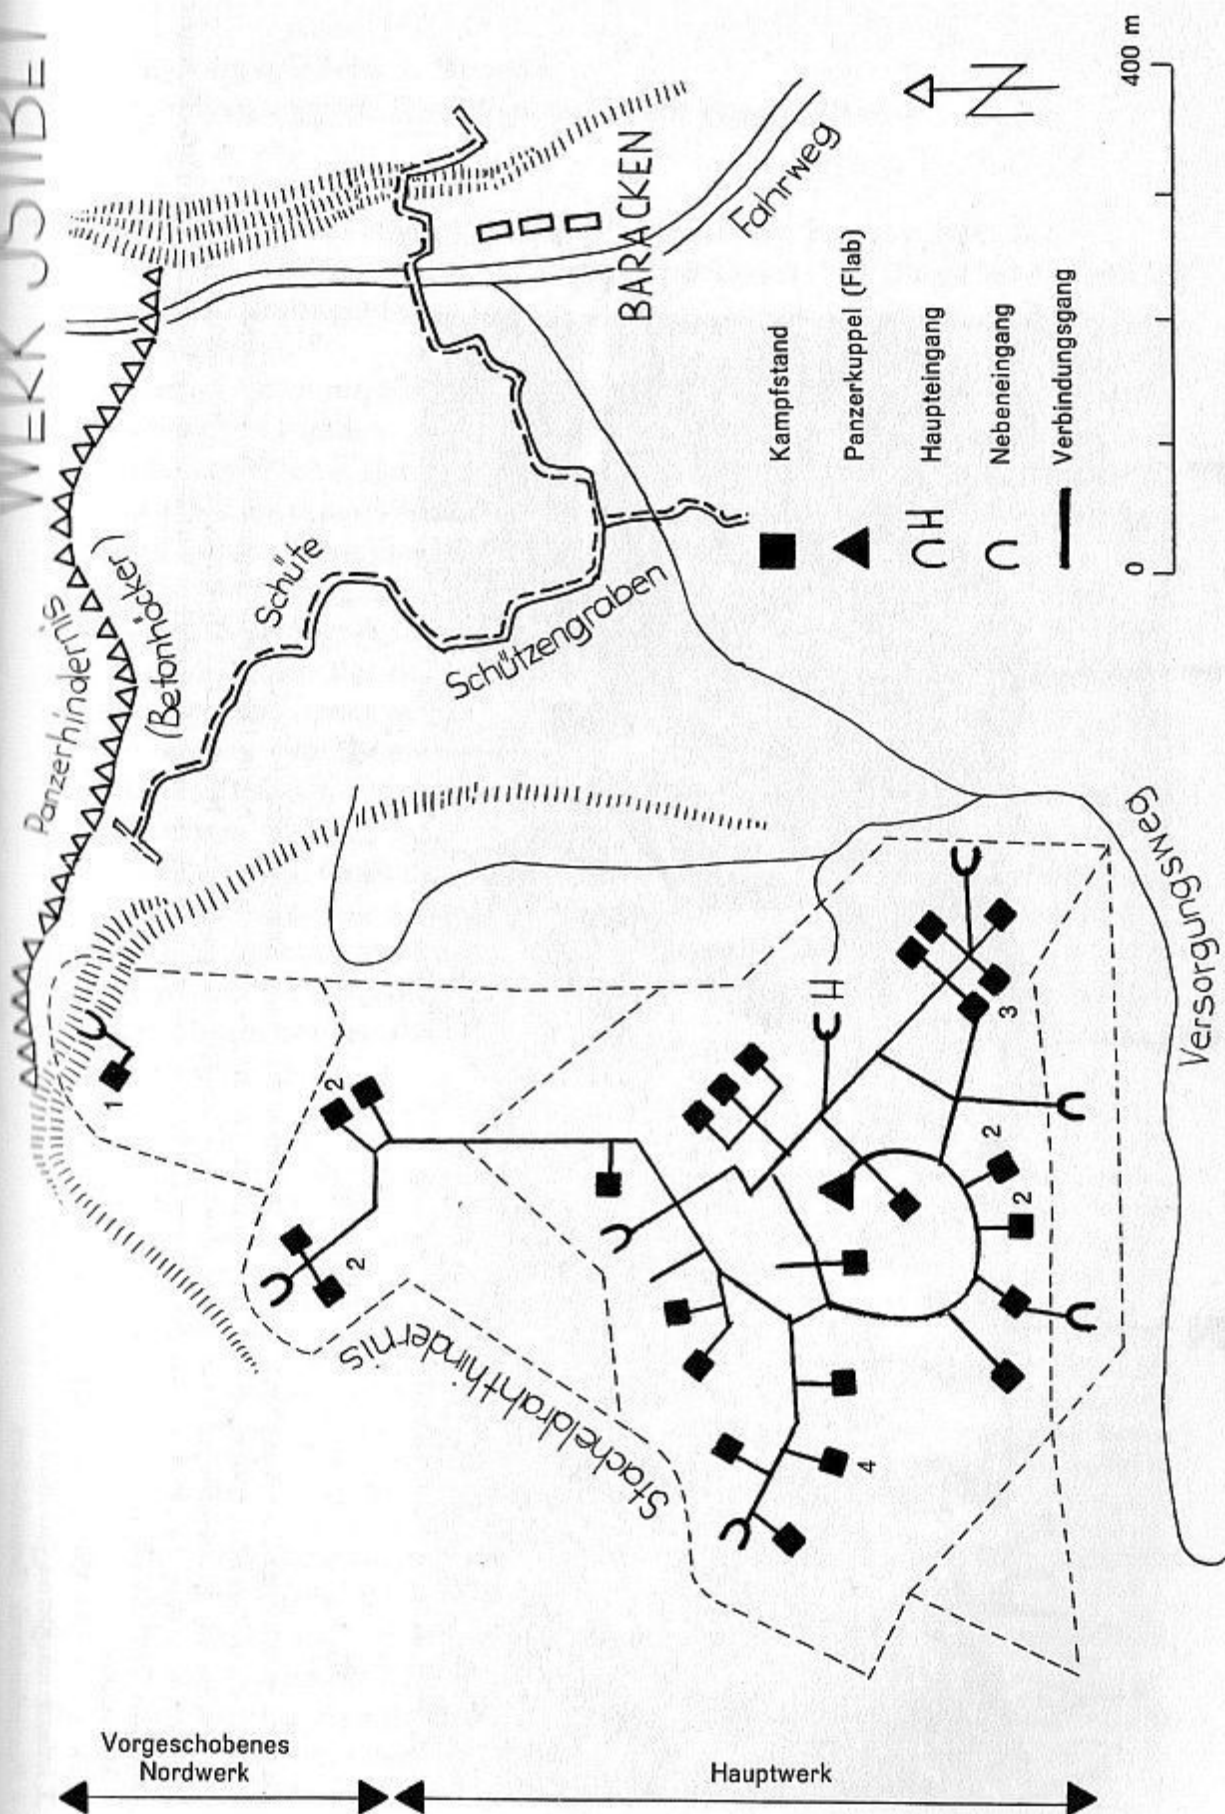 WERK JSTIBEI
Panzerhindernis
(Betonhöcker)
Schüte
Schützengraben
BARACKEN
Fahrweg
Versorgungsweg
Stacheldrahthindernis
H
1
2
2
2
2
3
4
Kampfstand
Panzerkuppel (Flab)
H
Haupteingang
Nebeneingang
Verbindungsgang
N
0
400 m
Vorgeschobenes
Nordwerk
Hauptwerk